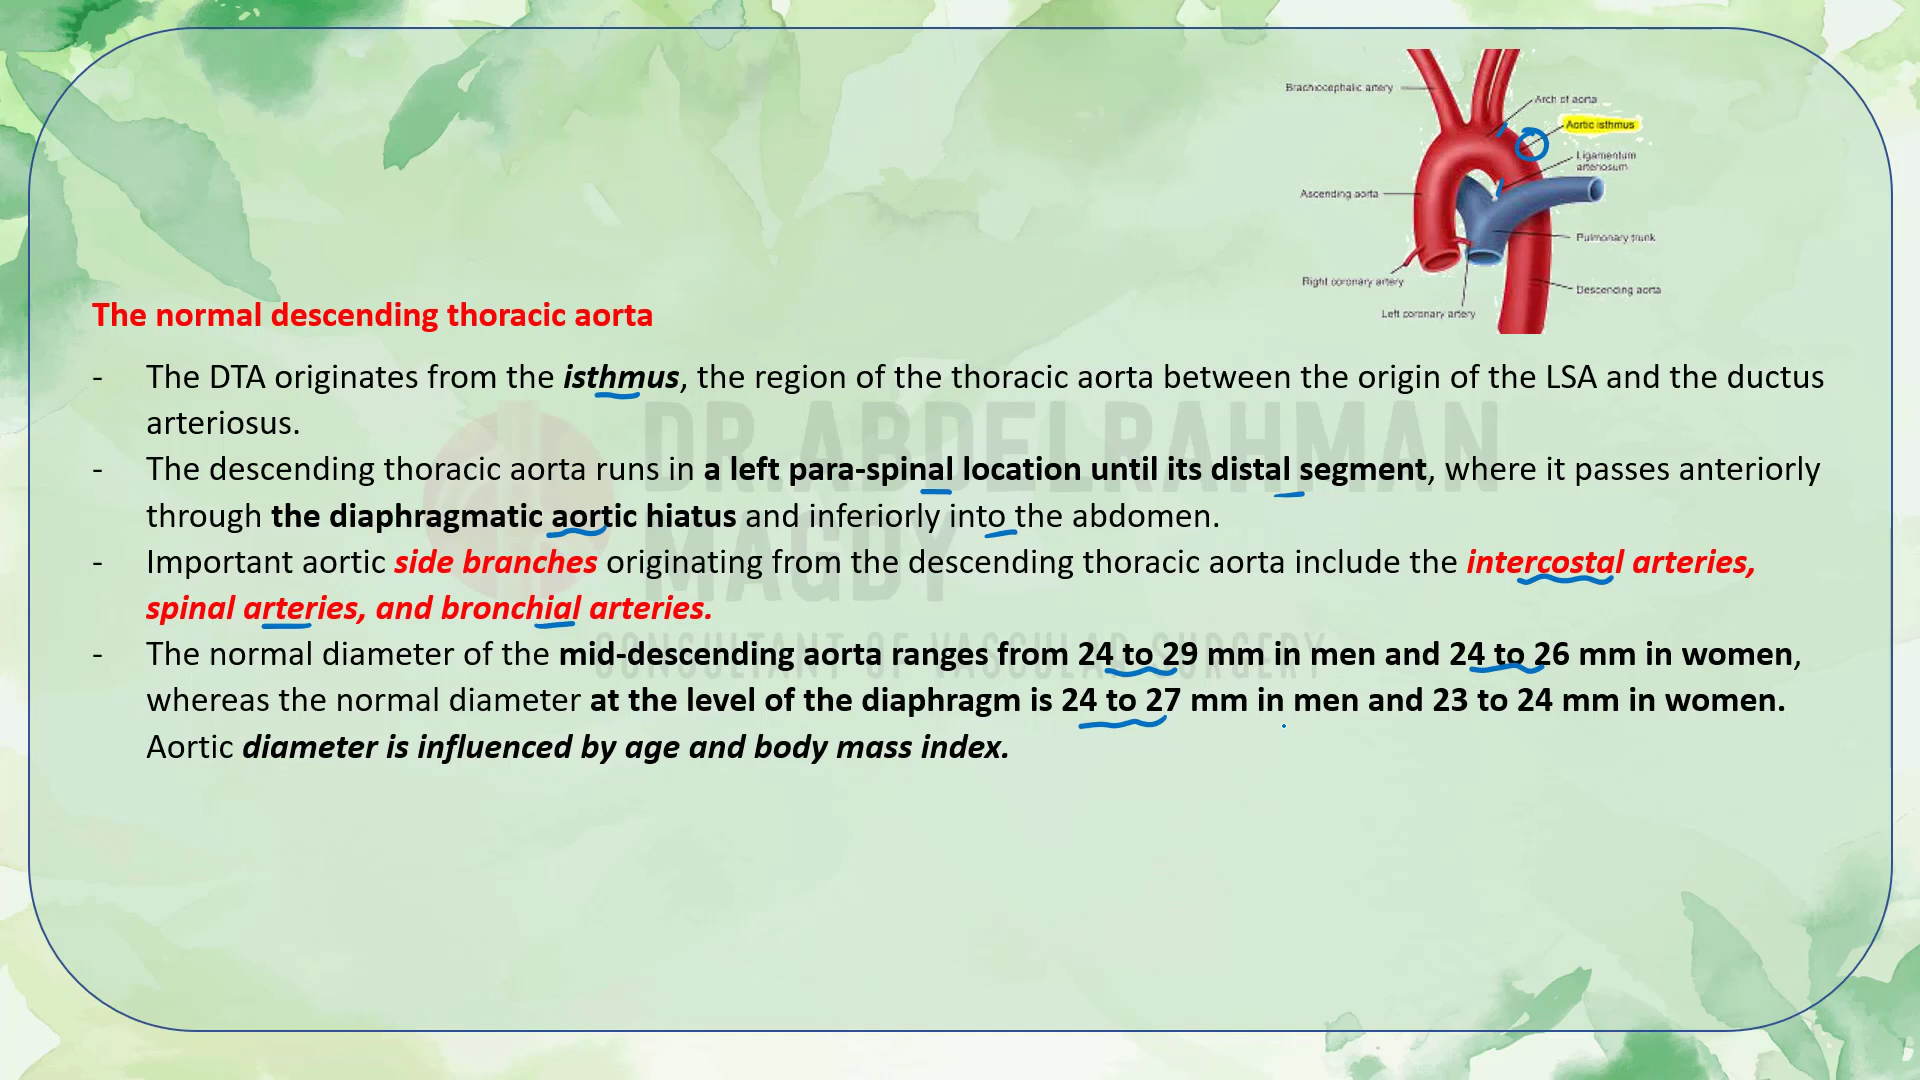 Brachiocephalic artery
Arch of aorta
Aortic isthmus
Ligamentum
arteriosum
Ascending aorta
Pulmonary trunk
Right coronary artery
Descending aorta
Left coronary artery
The normal descending thoracic aorta
- The DTA originates from the isthmus, the region of the thoracic aorta between the origin of the LSA and the ductus
arteriosus.
- The descending thoracic aorta runs in a left para-spinal location until its distal segment, where it passes anteriorly
through the diaphragmatic aortic hiatus and inferiorly into the abdomen.
- Important aortic side branches originating from the descending thoracic aorta include the intercostal arteries,
spinal arteries, and bronchial arteries.
- The normal diameter of the mid-descending aorta ranges from 24 to 29 mm in men and 24 to 26 mm in women,
whereas the normal diameter at the level of the diaphragm is 24 to 27 mm in men and 23 to 24 mm in women.
Aortic diameter is influenced by age and body mass index.
DR.ABDELRAHMAN
MAGDY
CONSULTANT OF VASCULAR SURGERY